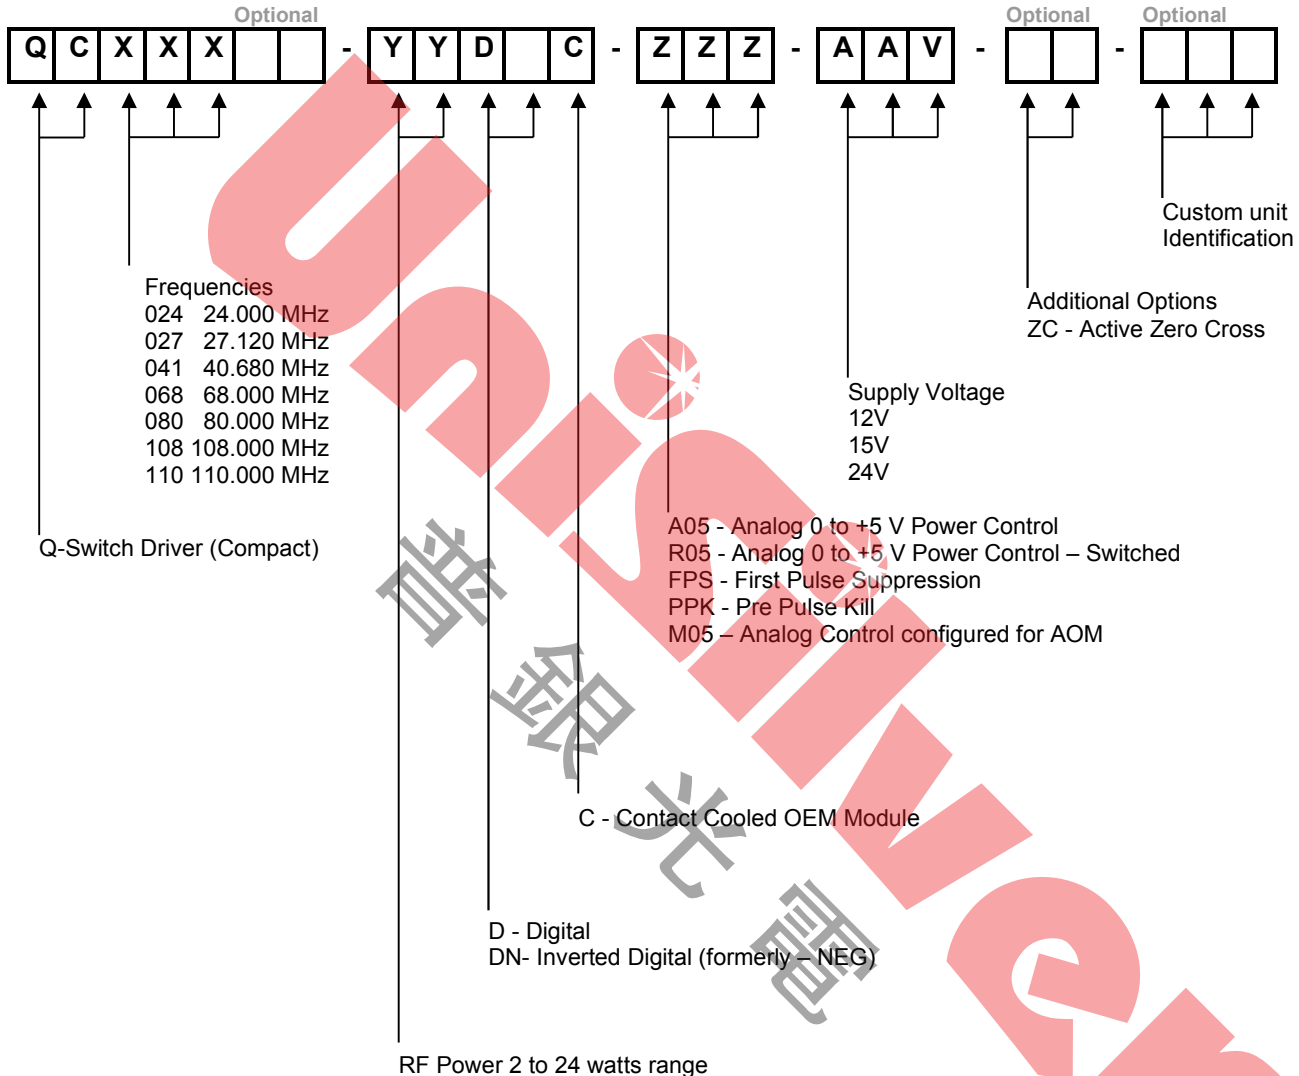 Optional Optional Optional
Q C X X X - Y Y D C - Z Z Z - A A V - -
Custom unit
Identification
Frequencies
024 24.000 MHz
027 27.120 MHz
041 40.680 MHz
068 68.000 MHz
080 80.000 MHz
108 108.000 MHz
110 110.000 MHz
Additional Options
ZC - Active Zero Cross
Supply Voltage
12V
15V
24V
Q-Switch Driver (Compact)
A05 - Analog 0 to +5 V Power Control
R05 - Analog 0 to +5 V Power Control – Switched
FPS - First Pulse Suppression
PPK - Pre Pulse Kill
M05 – Analog Control configured for AOM
C - Contact Cooled OEM Module
D - Digital
DN- Inverted Digital (formerly – NEG)
RF Power 2 to 24 watts range
Unisilver
普銀光電